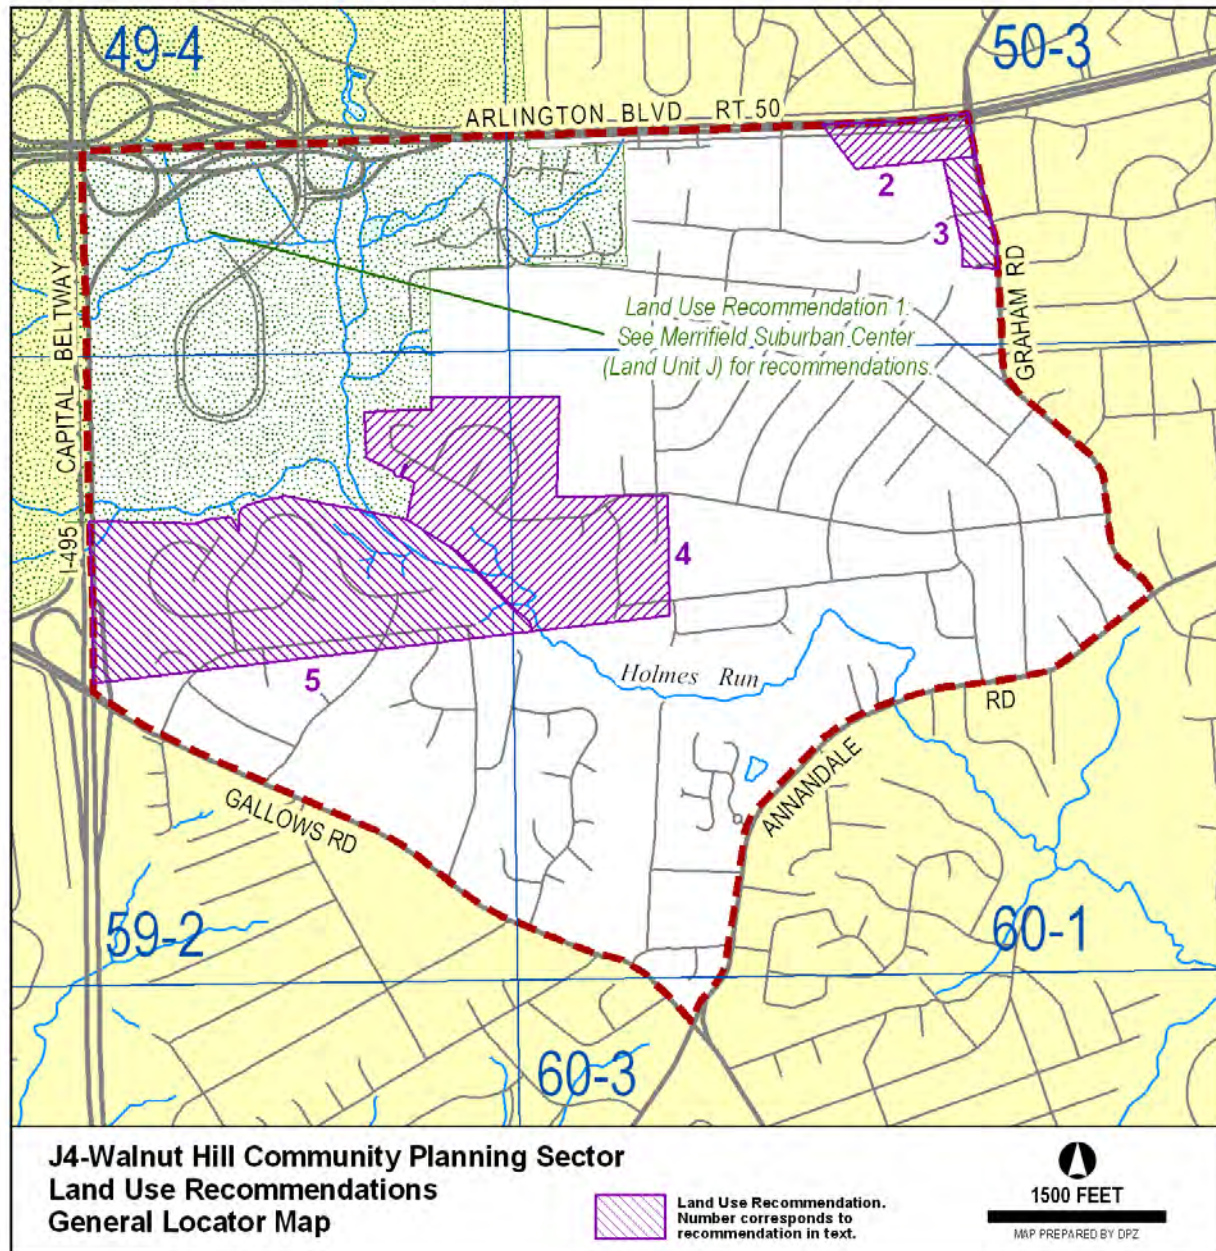 49-4
50-3
ARLINGTON BLVD RT 50
2
3
I-495 CAPITAL BELTWAY
GRAHAM RD
Land Use Recommendation 1:
See Merrifield Suburban Center
(Land Unit J) for recommendations.
4
5
Holmes Run
ANNANDALE RD
GALLOWS RD
59-2
60-1
60-3
J4-Walnut Hill Community Planning Sector
Land Use Recommendations
General Locator Map
Land Use Recommendation.
Number corresponds to
recommendation in text.
1500 FEET
MAP PREPARED BY DPZ